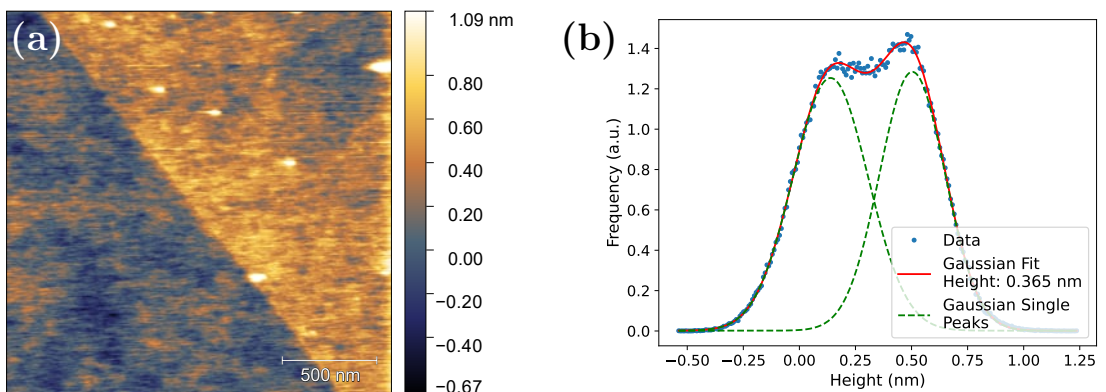 (a)
500 nm
1.09 nm
0.80
0.60
0.40
0.20
0.00
−0.20
−0.40
−0.67
(b)
Frequency (a.u.)
1.4
1.2
1.0
0.8
0.6
0.4
0.2
0.0
Data
Gaussian Fit
Height: 0.365 nm
Gaussian Single
Peaks
−0.50
−0.25
0.00
0.25
0.50
0.75
1.00
1.25
Height (nm)